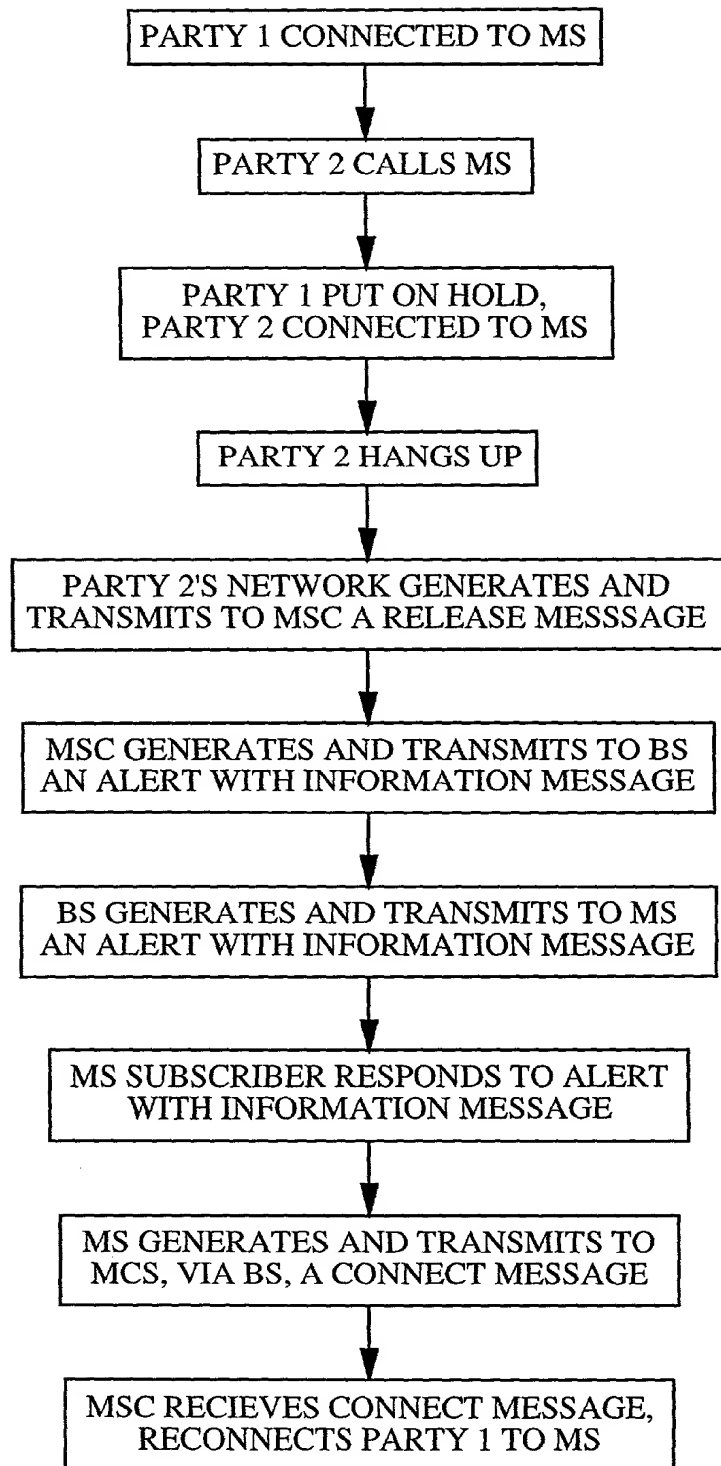 PARTY 1 CONNECTED TO MS
PARTY 2 CALLS MS
PARTY 1 PUT ON HOLD,
PARTY 2 CONNECTED TO MS
PARTY 2 HANGS UP
PARTY 2'S NETWORK GENERATES AND
TRANSMITS TO MSC A RELEASE MESSSAGE
MSC GENERATES AND TRANSMITS TO BS
AN ALERT WITH INFORMATION MESSAGE
BS GENERATES AND TRANSMITS TO MS
AN ALERT WITH INFORMATION MESSAGE
MS SUBSCRIBER RESPONDS TO ALERT
WITH INFORMATION MESSAGE
MS GENERATES AND TRANSMITS TO
MCS, VIA BS, A CONNECT MESSAGE
MSC RECIEVES CONNECT MESSAGE,
RECONNECTS PARTY 1 TO MS